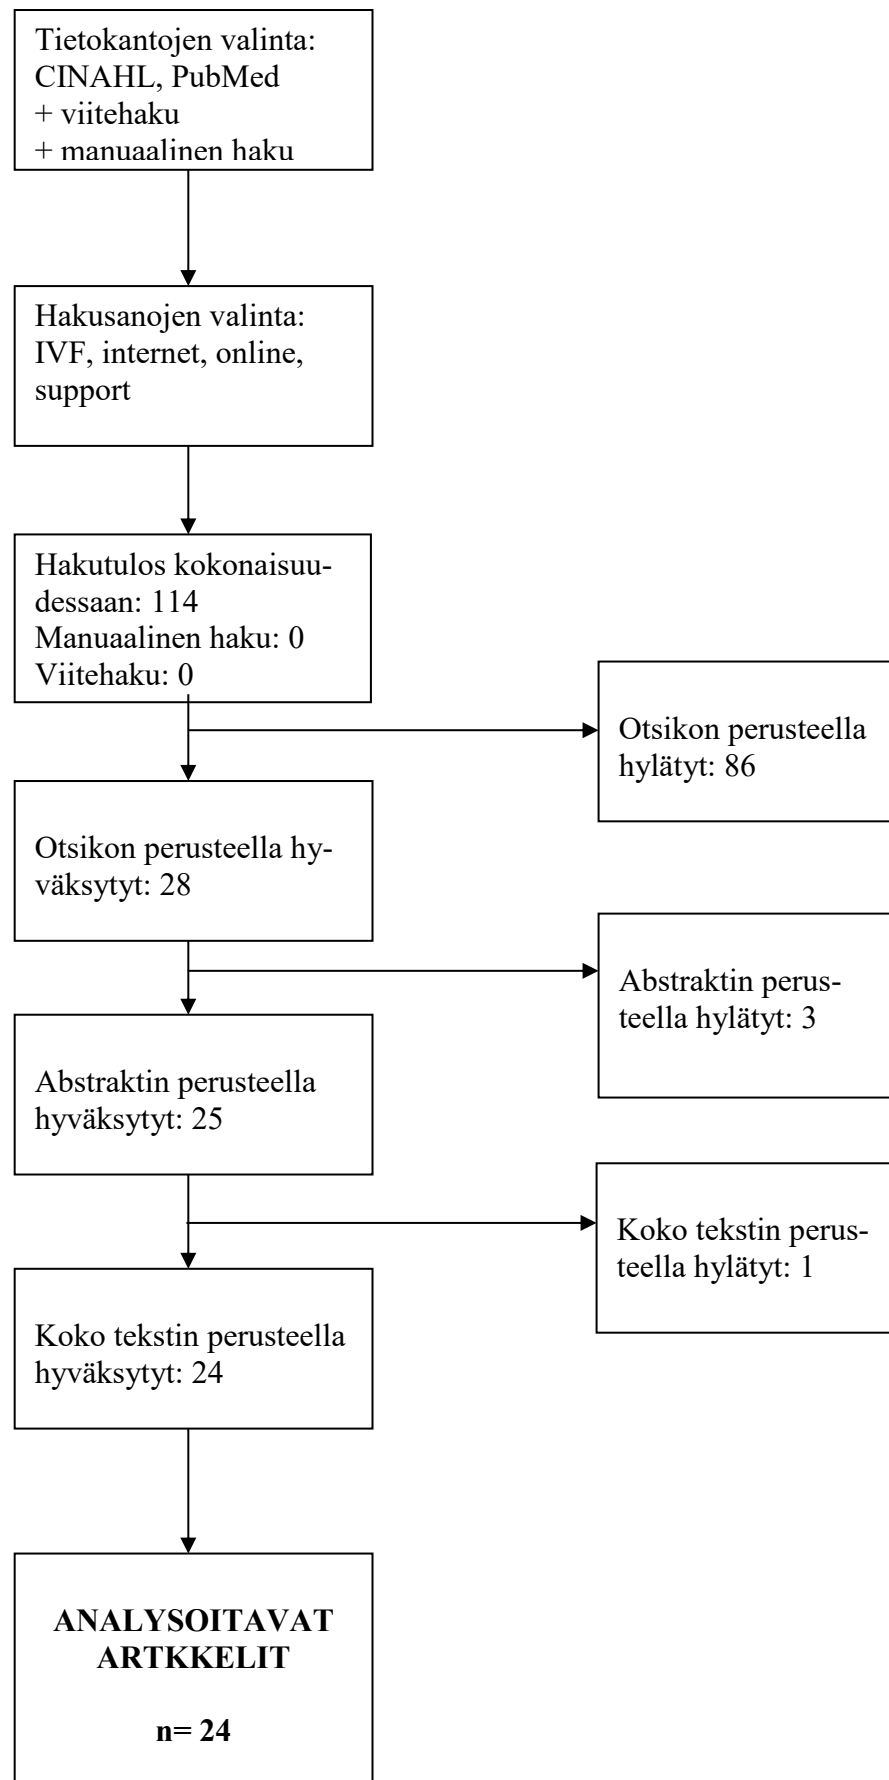 Tietokantojen valinta:
CINAHL, PubMed
+ viitehaku
+ manuaalinen haku
Hakusanojen valinta:
IVF, internet, online,
support
Hakutulos kokonaisuu-
dessaan: 114
Manuaalinen haku: 0
Viitehaku: 0
Otsikon perusteella
hylätyt: 86
Otsikon perusteella hy-
väksytyt: 28
Abstraktin perus-
teella hylätyt: 3
Abstraktin perusteella
hyväksytyt: 25
Koko tekstin perus-
teella hylätyt: 1
Koko tekstin perusteella
hyväksytyt: 24
ANALYSOITAVAT
ARTKKELIT
n= 24